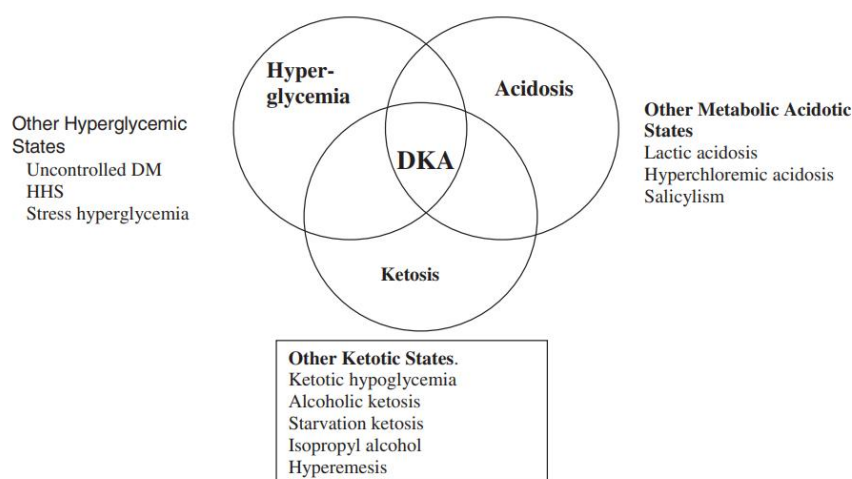 Hyper-
glycemia
Acidosis
DKA
Ketosis
Other Hyperglycemic
States
Uncontrolled DM
HHS
Stress hyperglycemia
Other Metabolic Acidotic
States
Lactic acidosis
Hyperchloremic acidosis
Salicylism
Other Ketotic States.
Ketotic hypoglycemia
Alcoholic ketosis
Starvation ketosis
Isopropyl alcohol
Hyperemesis